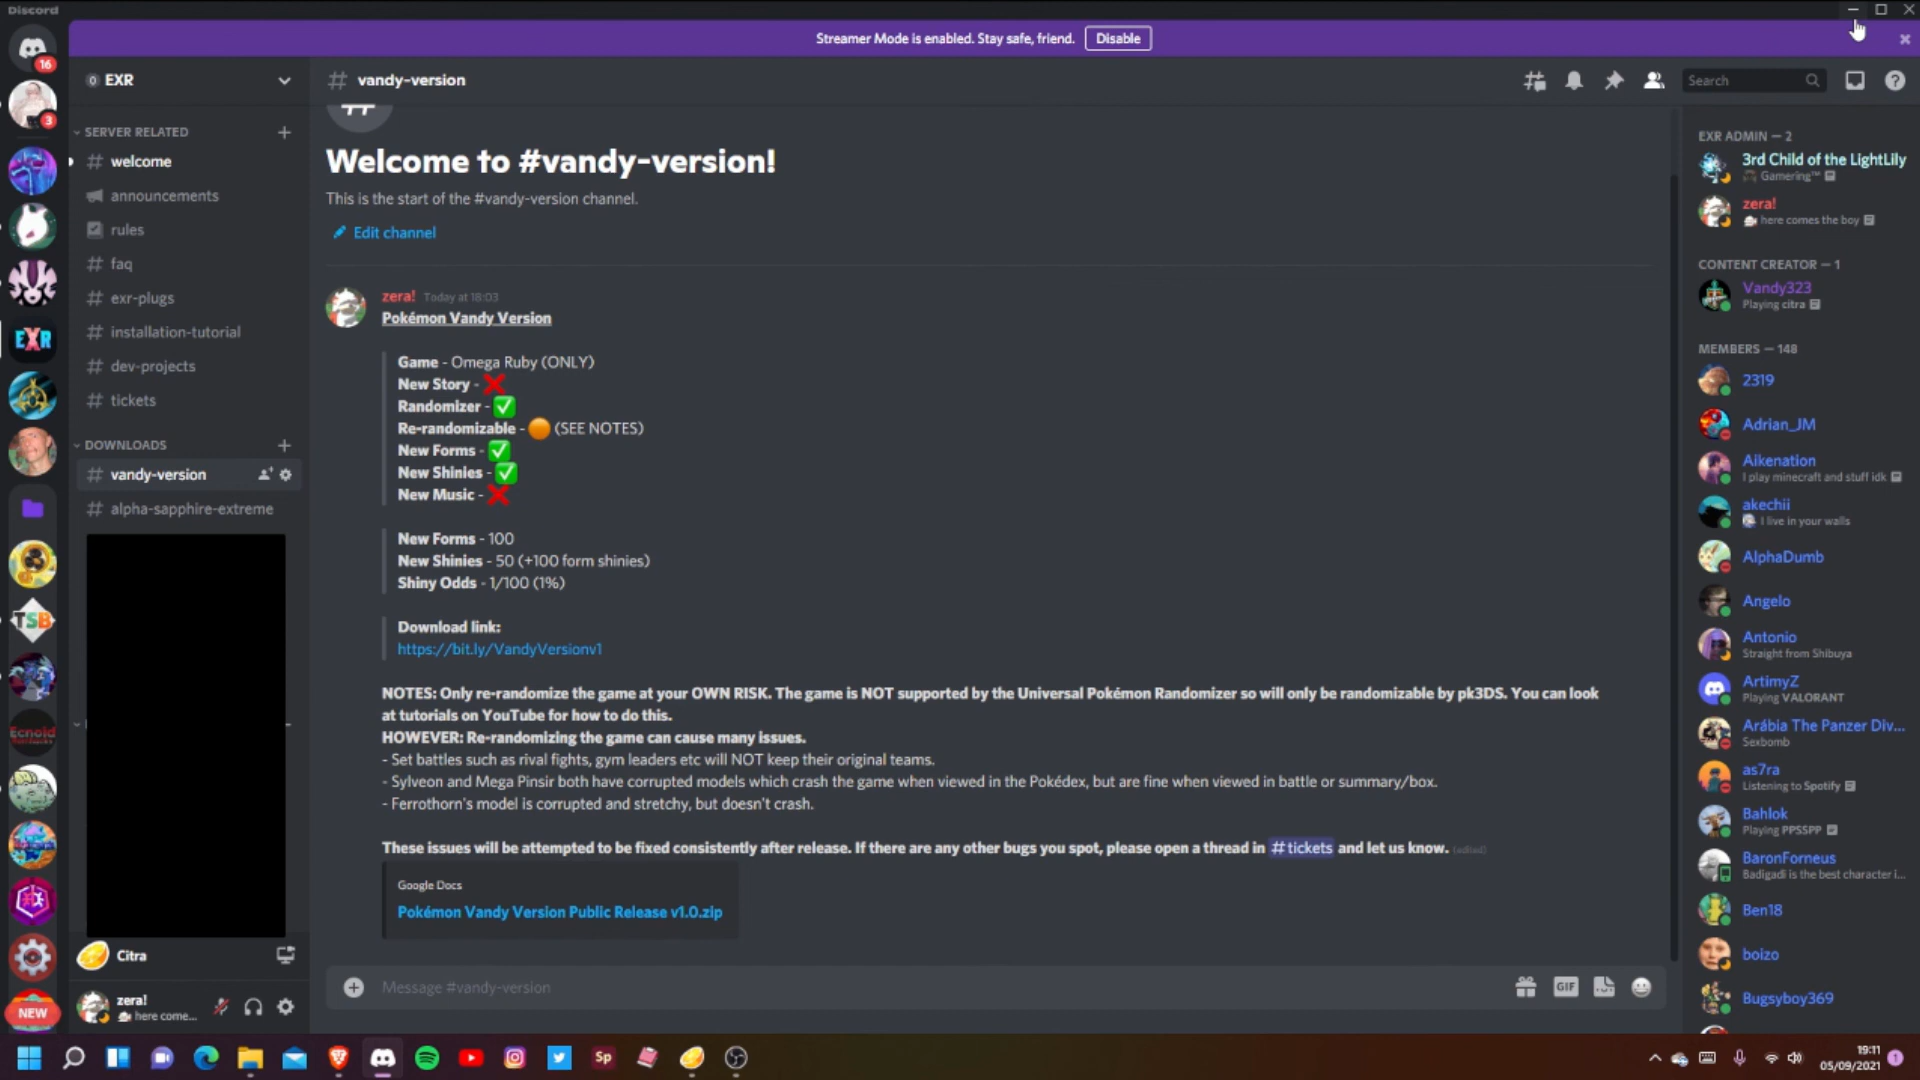 Discord
Streamer Mode is enabled. Stay safe, friend. Disable
16
3
EXR
SERVER RELATED
welcome
announcements
rules
faq
exr-plugs
installation-tutorial
dev-projects
tickets
DOWNLOADS
vandy-version
alpha-sapphire-extreme
EXR
TSB
Ecnoid
NEW
Citra
zera!
here come...
vandy-version
Search
Welcome to #vandy-version!
This is the start of the #vandy-version channel.
Edit channel
zera! Today at 18:03
Pokémon Vandy Version
Game - Omega Ruby (ONLY)
New Story - ❌
Randomizer - ✅
Re-randomizable - 🟠 (SEE NOTES)
New Forms - ✅
New Shinies - ✅
New Music - ❌
New Forms - 100
New Shinies - 50 (+100 form shinies)
Shiny Odds - 1/100 (1%)
Download link:
https://bit.ly/VandyVersionv1
NOTES: Only re-randomize the game at your OWN RISK. The game is NOT supported by the Universal Pokémon Randomizer so will only be randomizable by pk3DS. You can look
at tutorials on YouTube for how to do this.
HOWEVER: Re-randomizing the game can cause many issues.
- Set battles such as rival fights, gym leaders etc will NOT keep their original teams.
- Sylveon and Mega Pinsir both have corrupted models which crash the game when viewed in the Pokédex, but are fine when viewed in battle or summary/box.
- Ferrothorn's model is corrupted and stretchy, but doesn't crash.
These issues will be attempted to be fixed consistently after release. If there are any other bugs you spot, please open a thread in #tickets and let us know. (edited)
Google Docs
Pokémon Vandy Version Public Release v1.0.zip
Message #vandy-version
GIF
EXR ADMIN — 2
3rd Child of the LightLily
Gamering™
zera!
here comes the boy
CONTENT CREATOR — 1
Vandy323
Playing citra
MEMBERS — 148
2319
Adrian_JM
Aikenation
I play minecraft and stuff idk
akechii
I live in your walls
AlphaDumb
Angelo
Antonio
Straight from Shibuya
ArtimyZ
Playing VALORANT
Arábia The Panzer Div...
Sexbomb
as7ra
Listening to Spotify
Bahlok
Playing PPSSPP
BaronForneus
Badigadi is the best character i...
Ben18
boizo
Bugsyboy369
Sp
19:11
05/09/2021
1